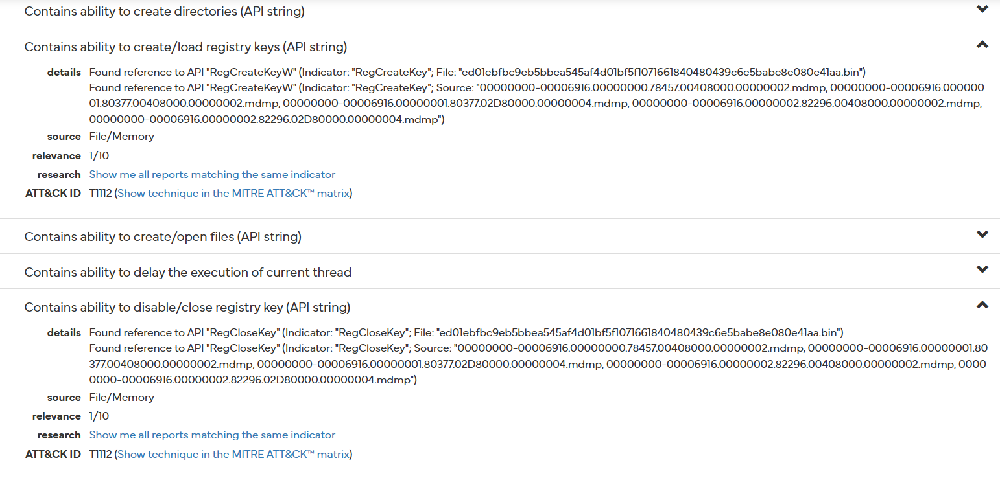 Contains ability to create directories (API string)
Contains ability to create/load registry keys (API string)
details Found reference to API "RegCreateKeyW" (Indicator: "RegCreateKey"; File: "ed01ebfbc9eb5bbea545af4d01bf5f1071661840480439c6e5babe8e080e41aa.bin")
Found reference to API "RegCreateKeyW" (Indicator: "RegCreateKey"; Source: "00000000-00006916.00000000.78457.00408000.00000002.mdmp, 00000000-00006916.000000
01.80377.00408000.00000002.mdmp, 00000000-00006916.00000001.80377.02D80000.00000004.mdmp, 00000000-00006916.00000002.82296.00408000.00000002.mdmp,
00000000-00006916.00000002.82296.02D80000.00000004.mdmp")
source File/Memory
relevance 1/10
research Show me all reports matching the same indicator
ATT&CK ID T1112 (Show technique in the MITRE ATT&CK™ matrix)
Contains ability to create/open files (API string)
Contains ability to delay the execution of current thread
Contains ability to disable/close registry key (API string)
details Found reference to API "RegCloseKey" (Indicator: "RegCloseKey"; File: "ed01ebfbc9eb5bbea545af4d01bf5f1071661840480439c6e5babe8e080e41aa.bin")
Found reference to API "RegCloseKey" (Indicator: "RegCloseKey"; Source: "00000000-00006916.00000000.78457.00408000.00000002.mdmp, 00000000-00006916.00000001.80
377.00408000.00000002.mdmp, 00000000-00006916.00000001.80377.02D80000.00000004.mdmp, 00000000-00006916.00000002.82296.00408000.00000002.mdmp, 0000
0000-00006916.00000002.82296.02D80000.00000004.mdmp")
source File/Memory
relevance 1/10
research Show me all reports matching the same indicator
ATT&CK ID T1112 (Show technique in the MITRE ATT&CK™ matrix)